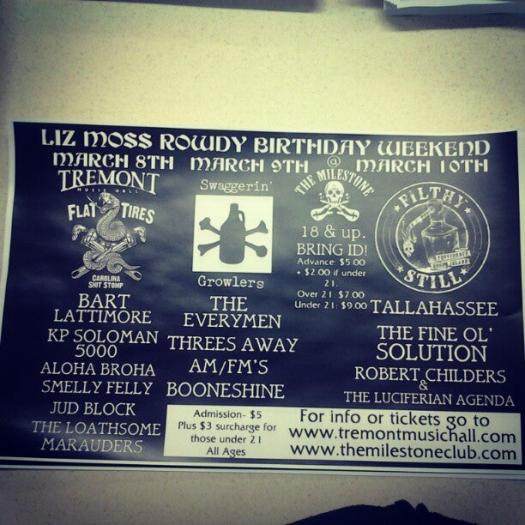 LIZ MOSS ROWDY BIRTHDAY WEEKEND
MARCH 8TH MARCH 9TH @ MARCH 10TH
TREMONT
MUSIC HALL
FLAT TIRES
CAROLINA
SHIT STOMP
BART
LATTIMORE
KP SOLOMAN
5000
ALOHA BROHA
SMELLY FELLY
JUD BLOCK
THE LOATHSOME
MARAUDERS
Swaggerin'
Growlers
THE
EVERYMEN
THREES AWAY
AM/FM'S
BOONESHINE
THE MILESTONE
18 & up.
BRING ID!
Advance $5.00
+ $2.00 if under
21.
Over 21: $7.00
Under 21: $9.00
FILTHY
STILL
TALLAHASSEE
THE FINE OL'
SOLUTION
ROBERT CHILDERS
&
THE LUCIFERIAN AGENDA
Admission- $5
Plus $3 surcharge for
those under 21
All Ages
For info or tickets go to
www.tremontmusichall.com
www.themilestoneclub.com